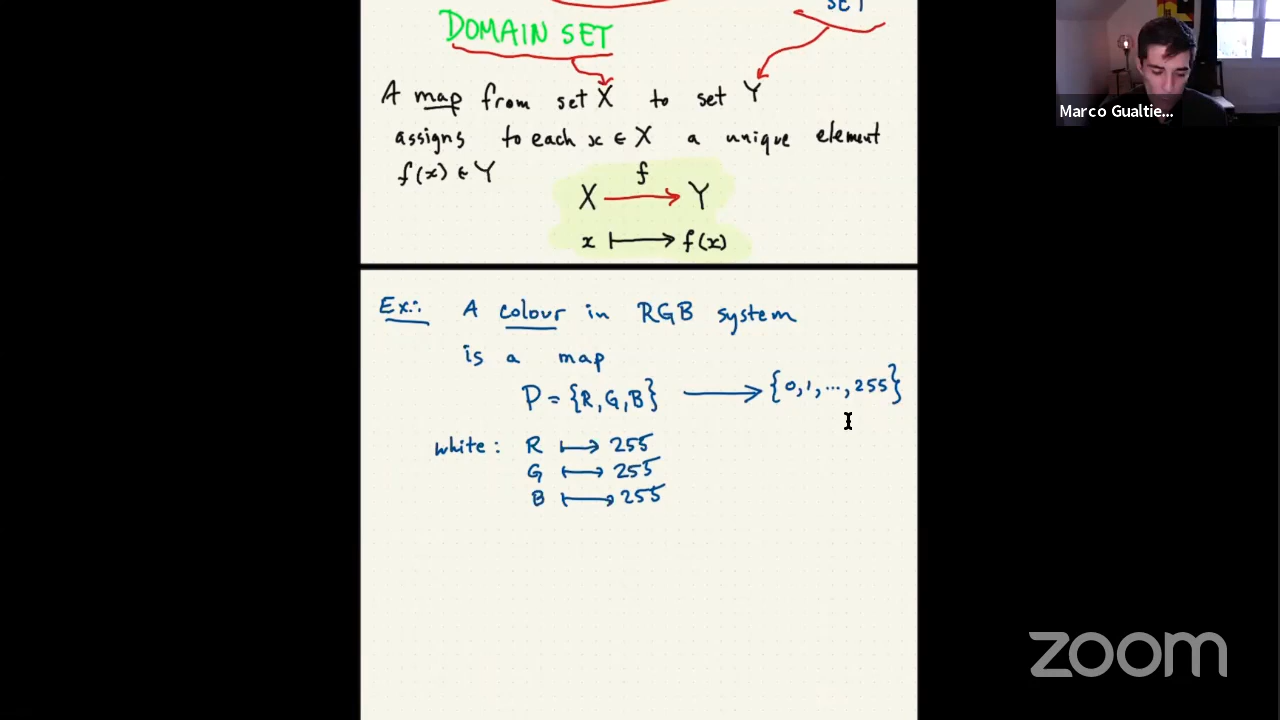 SET
DOMAIN SET
A map from set X to set Y
assigns to each x ∈ X a unique element
f(x) ∈ Y
f
X ⟶ Y
x ⟼ f(x)
Ex.: A colour in RGB system
is a map
P = {R, G, B} ⟶ {0, 1, ..., 255}
white: R ⟼ 255
G ⟼ 255
B ⟼ 255
Marco Gualtie...
zoom